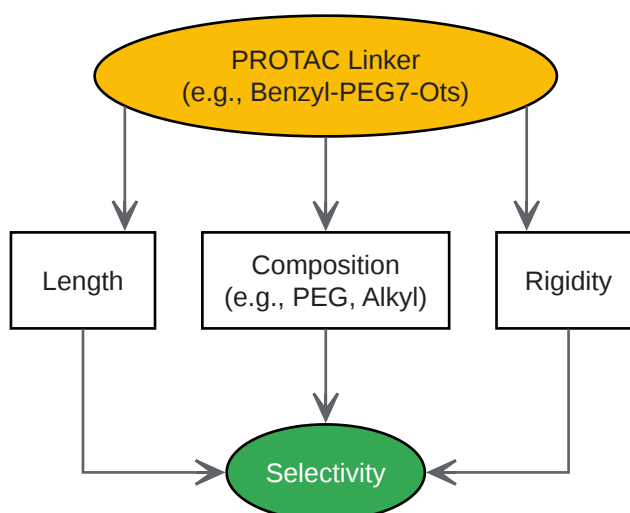 PROTAC Linker
(e.g., Benzyl-PEG7-Ots)
Length
Composition
(e.g., PEG, Alkyl)
Rigidity
Selectivity